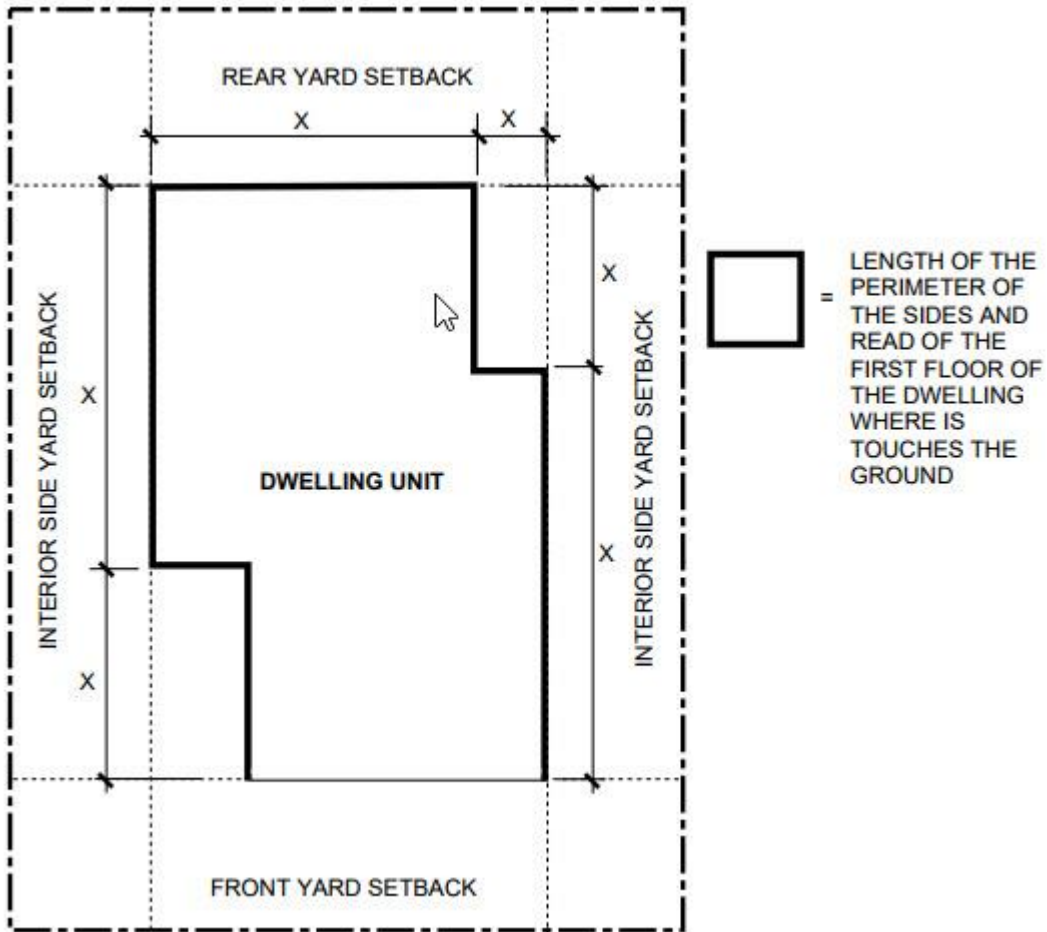 REAR YARD SETBACK
X
X
X
X
X
X
INTERIOR SIDE YARD SETBACK
DWELLING UNIT
INTERIOR SIDE YARD SETBACK
FRONT YARD SETBACK
=
LENGTH OF THE
PERIMETER OF
THE SIDES AND
READ OF THE
FIRST FLOOR OF
THE DWELLING
WHERE IS
TOUCHES THE
GROUND